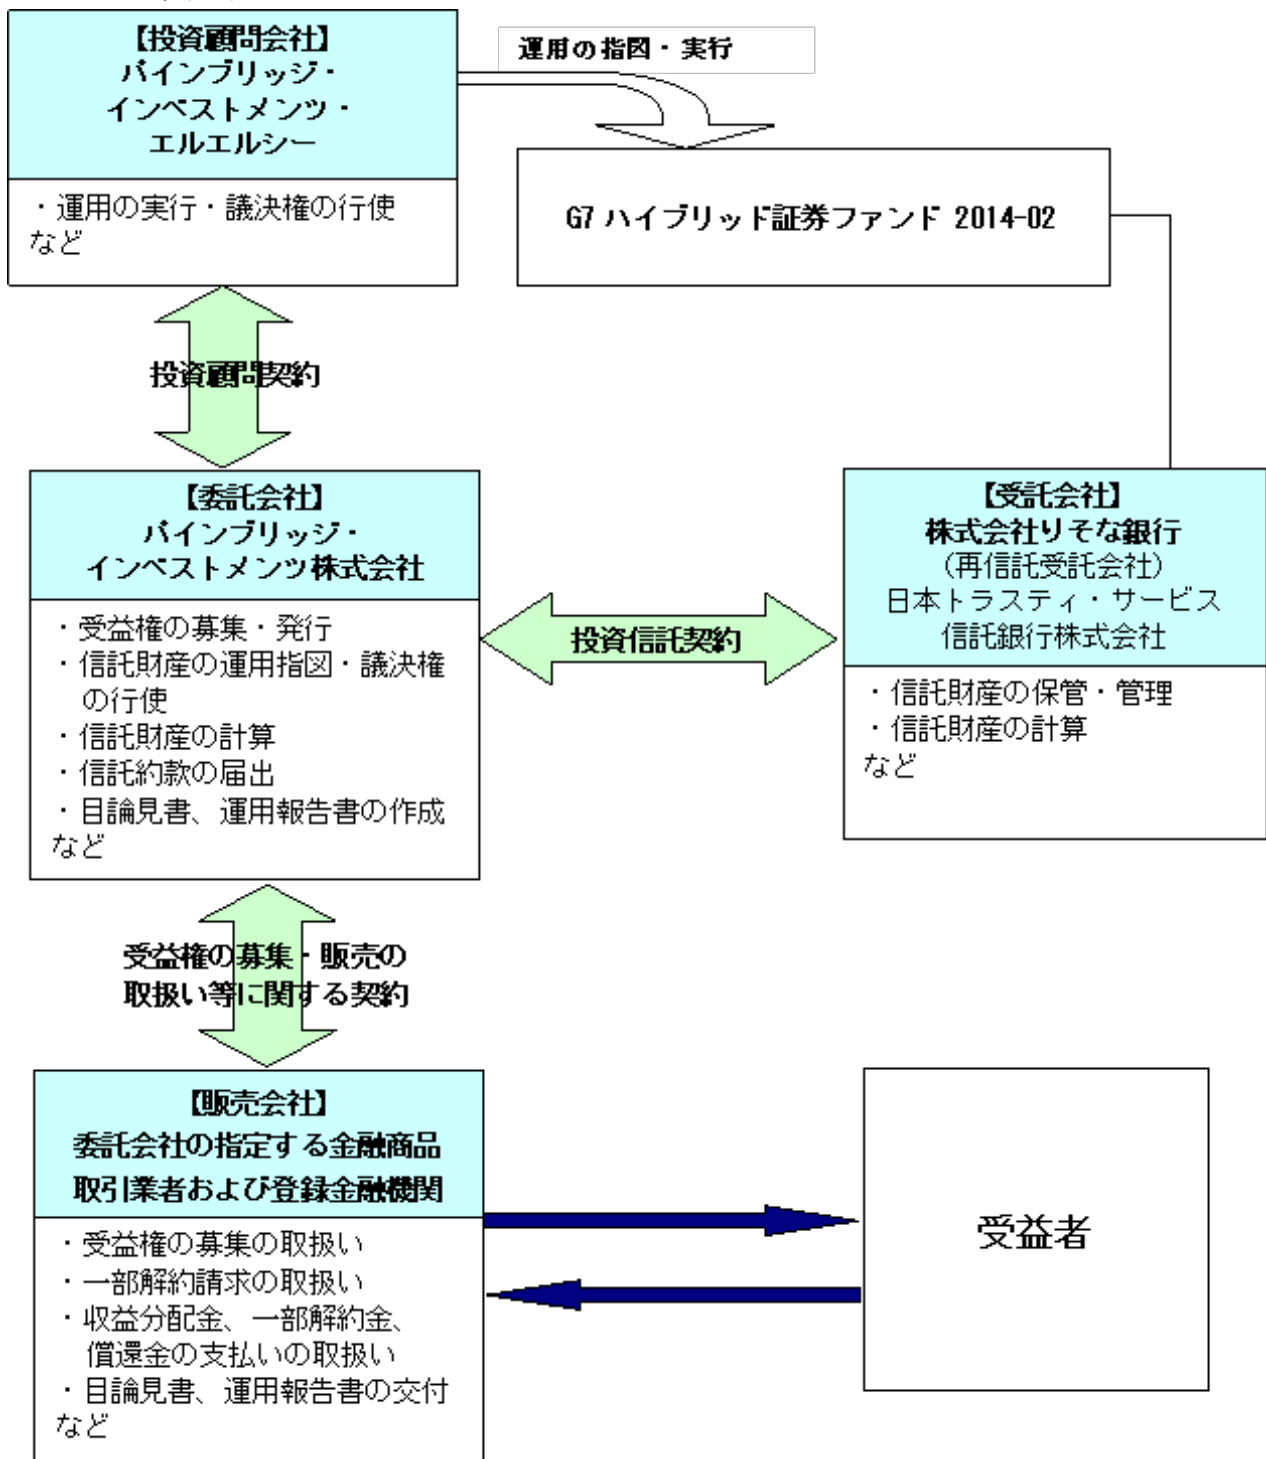 【投資顧問会社】
パインブリッジ・
インベストメンツ・
エルエルシー
・運用の実行・議決権の行使
など
運用の指図・実行
G7 ハイブリッド証券ファンド 2014-02
投資顧問契約
【委託会社】
パインブリッジ・
インベストメンツ株式会社
・受益権の募集・発行
・信託財産の運用指図・議決権
の行使
・信託財産の計算
・信託約款の届出
・目論見書、運用報告書の作成
など
投資信託契約
【受託会社】
株式会社りそな銀行
（再信託受託会社）
日本トラスティ・サービス
信託銀行株式会社
・信託財産の保管・管理
・信託財産の計算
など
受益権の募集・販売の
取扱い等に関する契約
【販売会社】
委託会社の指定する金融商品
取引業者および登録金融機関
・受益権の募集の取扱い
・一部解約請求の取扱い
・収益分配金、一部解約金、
償還金の支払いの取扱い
・目論見書、運用報告書の交付
など
受益者